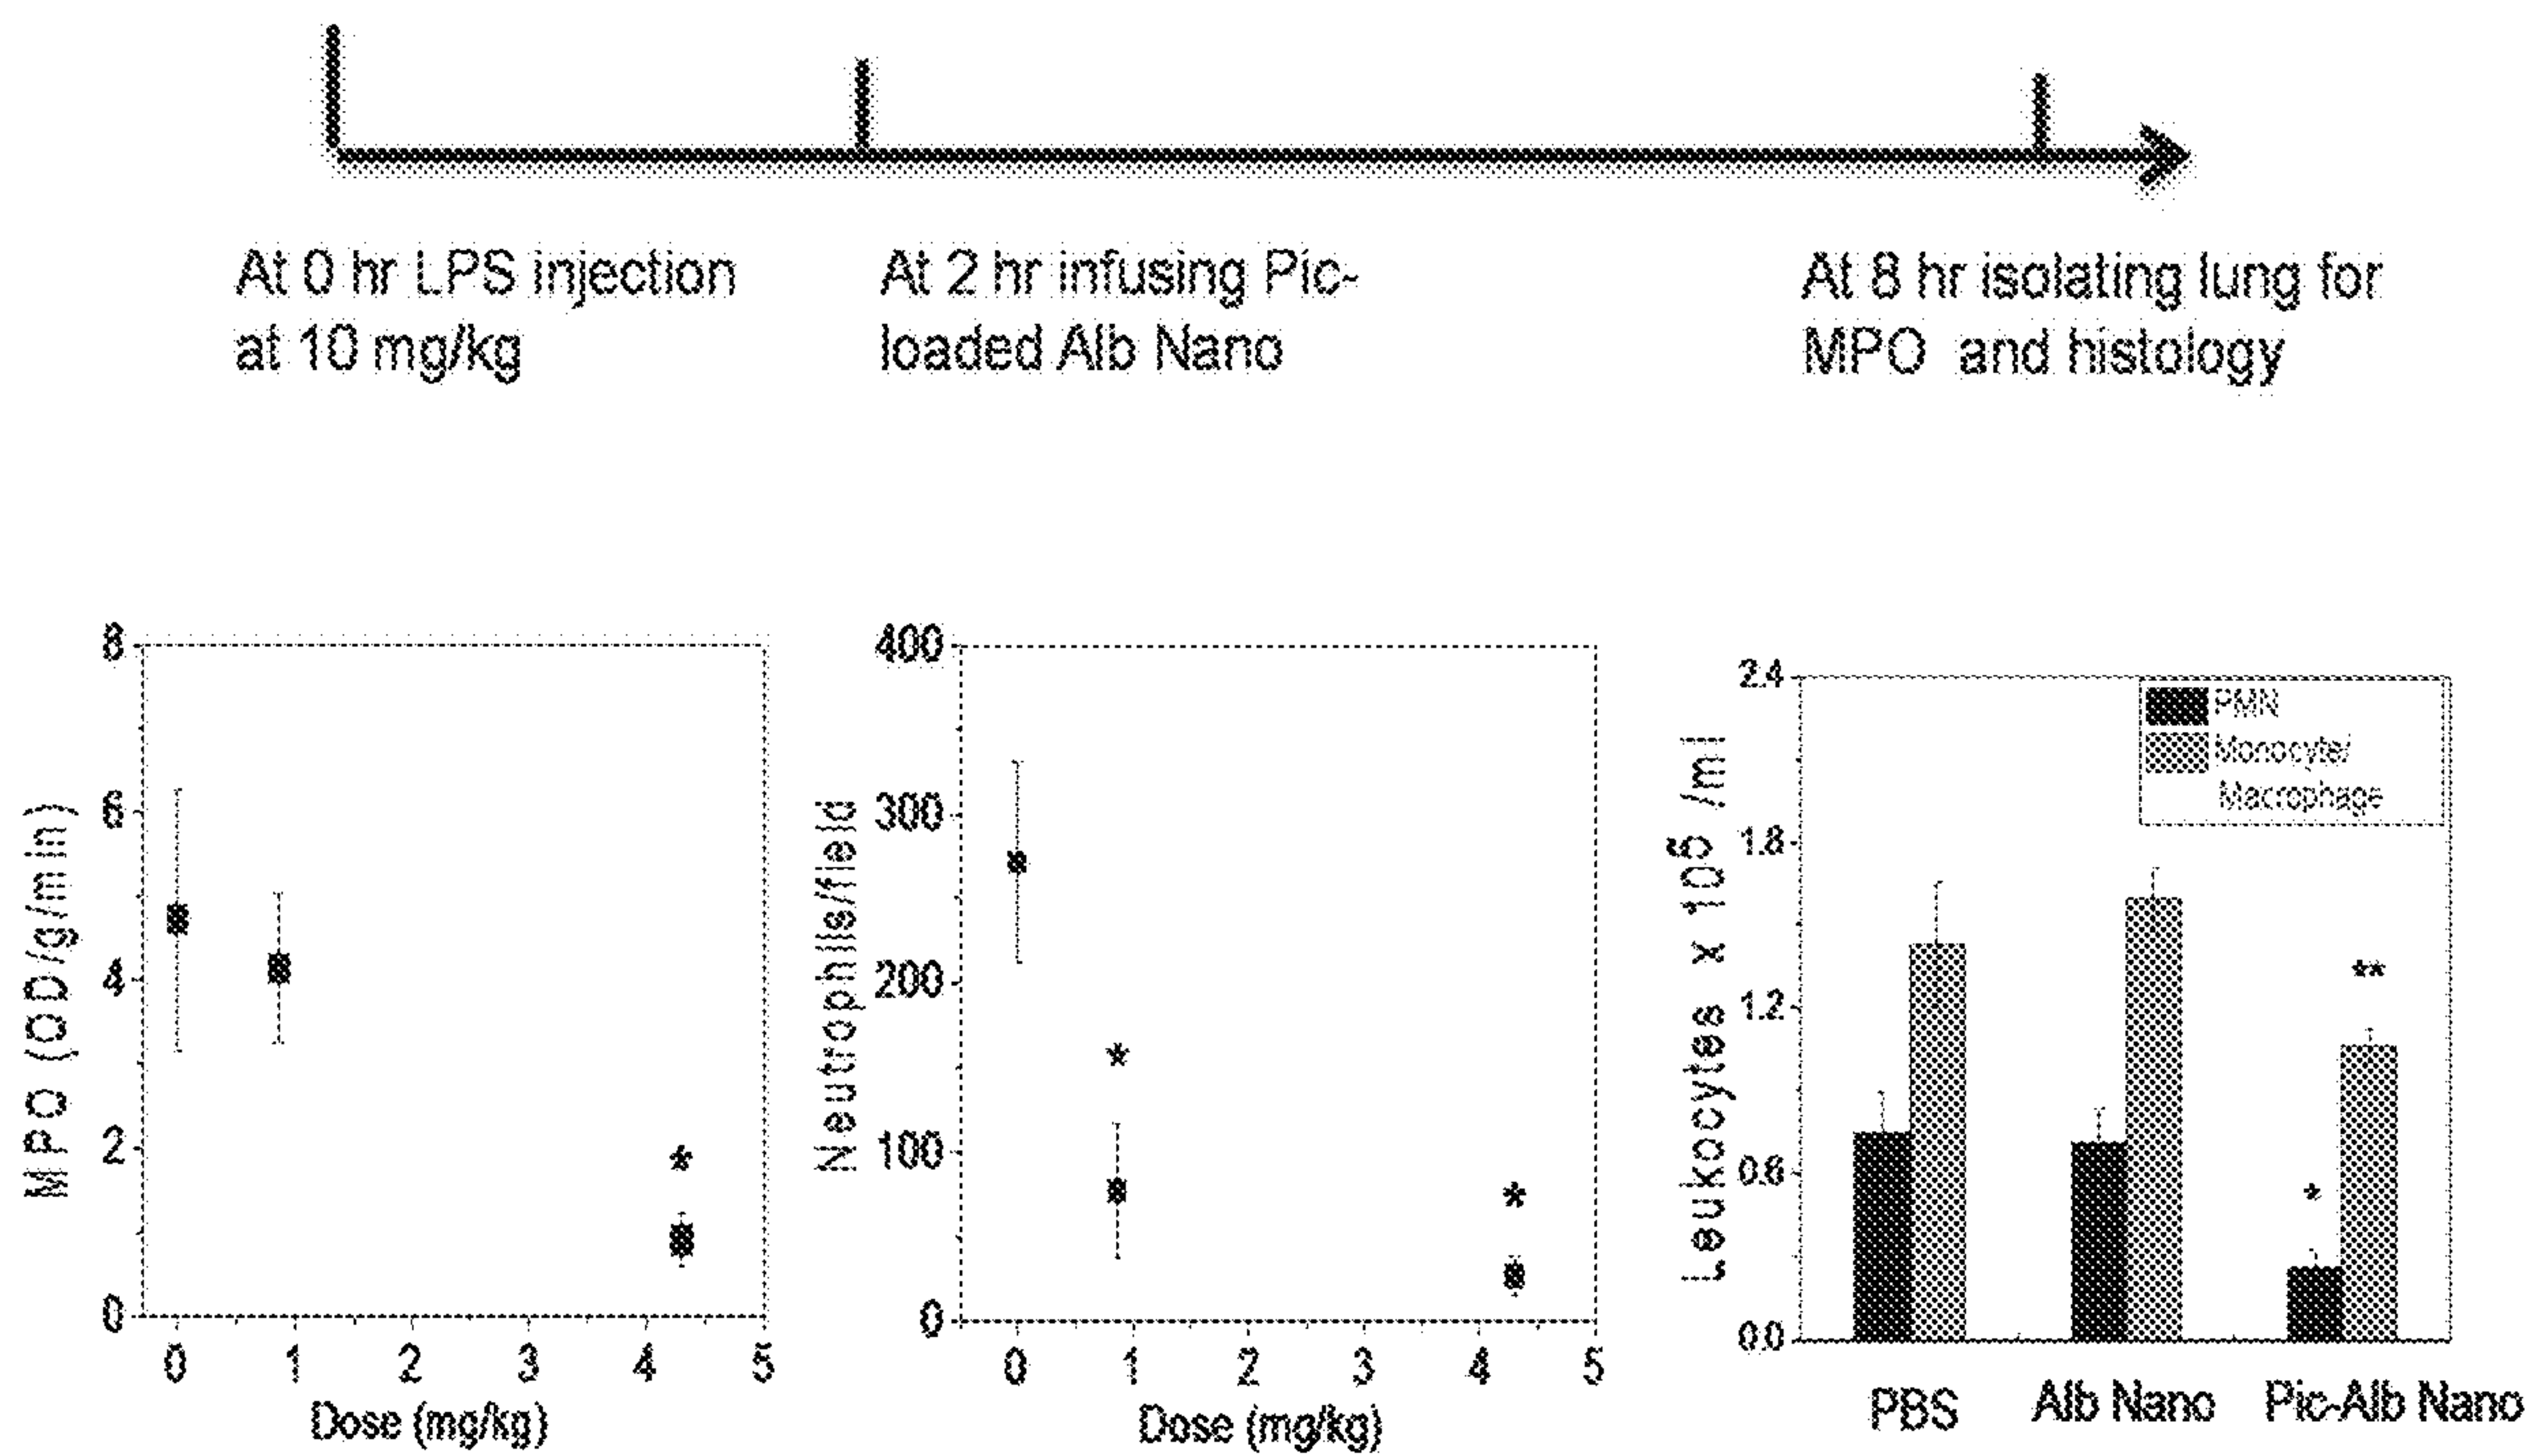 At 0 hr LPS injection
at 10 mg/kg
At 2 hr infusing Pic-
loaded Alb Nano
At 8 hr isolating lung for
MPO and histology
MPO (OD/g/min)
8
6
4
2
0
0 1 2 3 4 5
Dose (mg/kg)
Neutrophils/field
400
300
200
100
0
*
*
*
0 1 2 3 4 5
Dose (mg/kg)
Leukocytes x 10⁵ /ml
2.4
1.8
1.2
0.6
0.0
PMN
Monocyte/
Macrophage
**
*
PBS Alb Nano Pic-Alb Nano